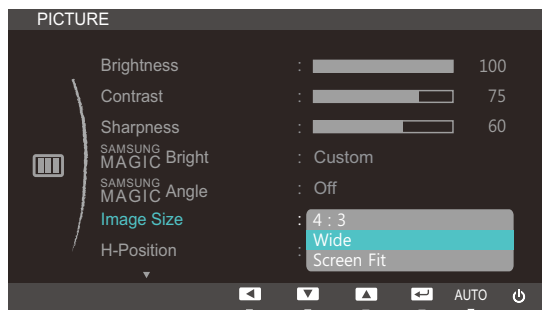 PICTURE
Brightness : 100
Contrast : 75
Sharpness : 60
SAMSUNG MAGIC Bright : Custom
SAMSUNG MAGIC Angle : Off
Image Size : 4 : 3
Wide
H-Position :
Screen Fit
AUTO